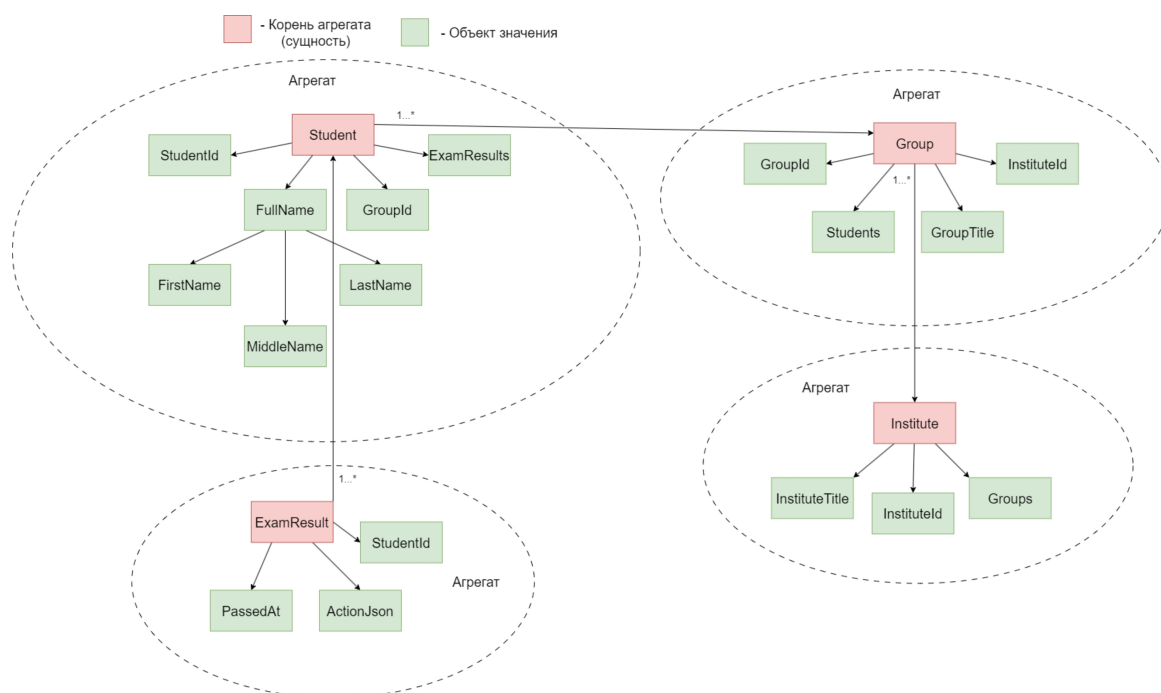 - Корень агрегата
(сущность)
- Объект значения
Агрегат
1...*
Student
StudentId
ExamResults
FullName
GroupId
FirstName
LastName
MiddleName
Агрегат
Group
GroupId
InstituteId
1...*
Students
GroupTitle
Агрегат
Institute
InstituteTitle
InstituteId
Groups
1...*
ExamResult
StudentId
Агрегат
PassedAt
ActionJson